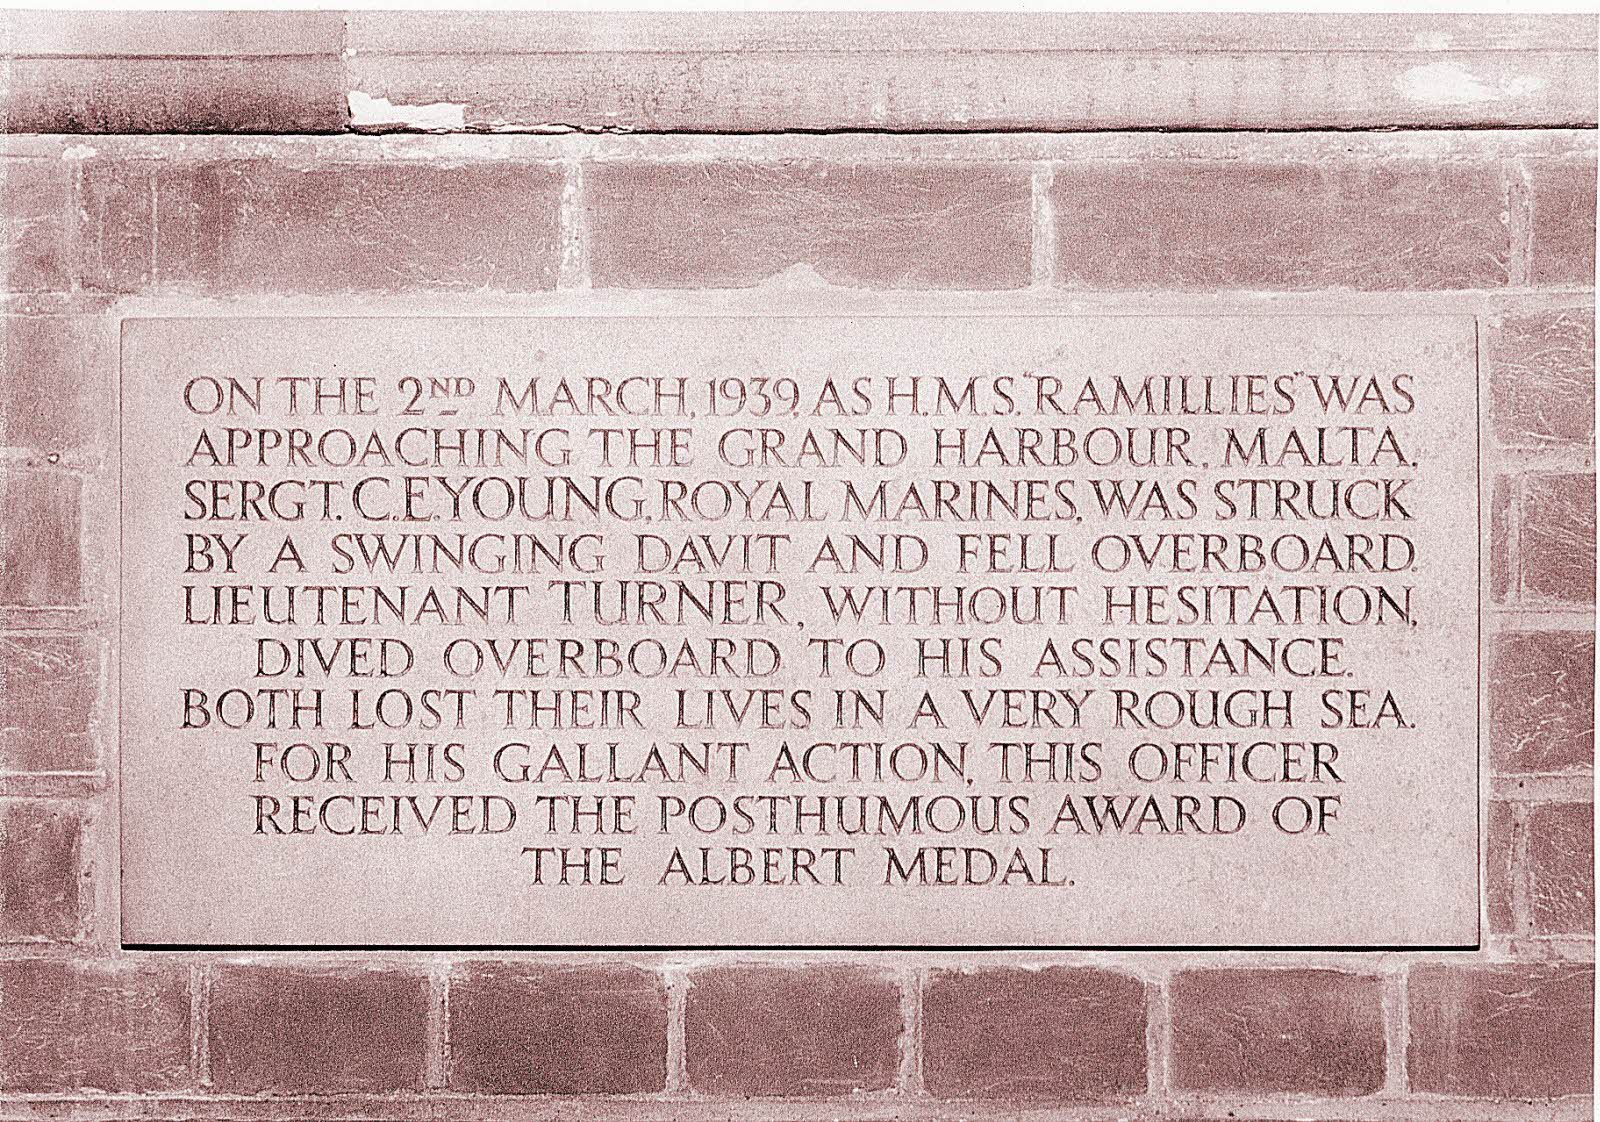 ON THE 2ND MARCH, 1939, AS H.M.S. "RAMILLIES" WAS
APPROACHING THE GRAND HARBOUR, MALTA,
SERGT. C.E. YOUNG, ROYAL MARINES, WAS STRUCK
BY A SWINGING DAVIT AND FELL OVERBOARD.
LIEUTENANT TURNER, WITHOUT HESITATION,
DIVED OVERBOARD TO HIS ASSISTANCE.
BOTH LOST THEIR LIVES IN A VERY ROUGH SEA.
FOR HIS GALLANT ACTION, THIS OFFICER
RECEIVED THE POSTHUMOUS AWARD OF
THE ALBERT MEDAL.